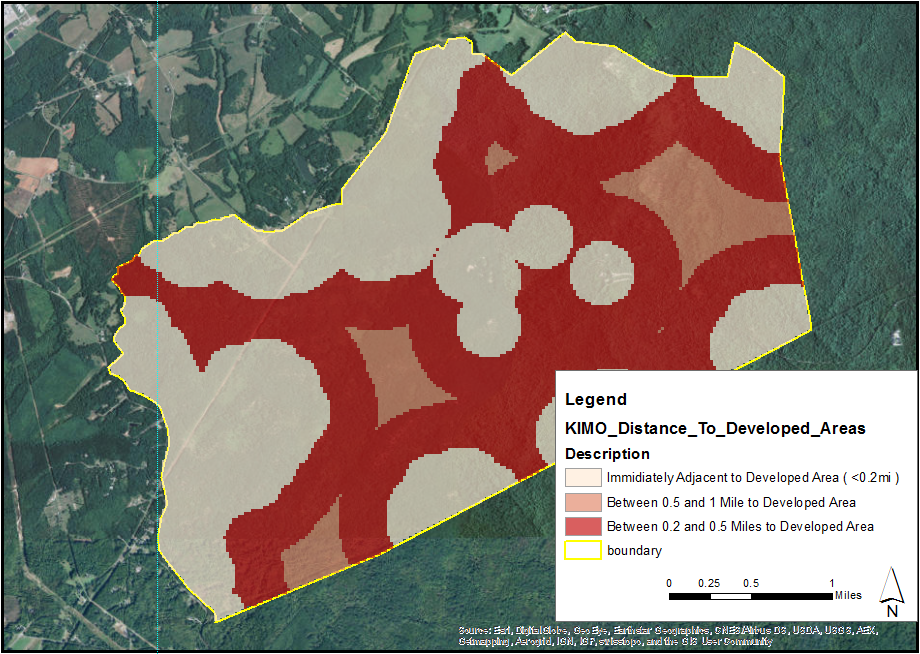 Legend
KIMO_Distance_To_Developed_Areas
Description
Immidiately Adjacent to Developed Area ( <0.2mi )
Between 0.5 and 1 Mile to Developed Area
Between 0.2 and 0.5 Miles to Developed Area
boundary
0 0.25 0.5 1
Miles
N
Source: Esri, DigitalGlobe, GeoEye, Earthstar Geographics, CNES/Airbus DS, USDA, USGS, AEX,
Getmapping, Aerogrid, IGN, IGP, swisstopo, and the GIS User Community